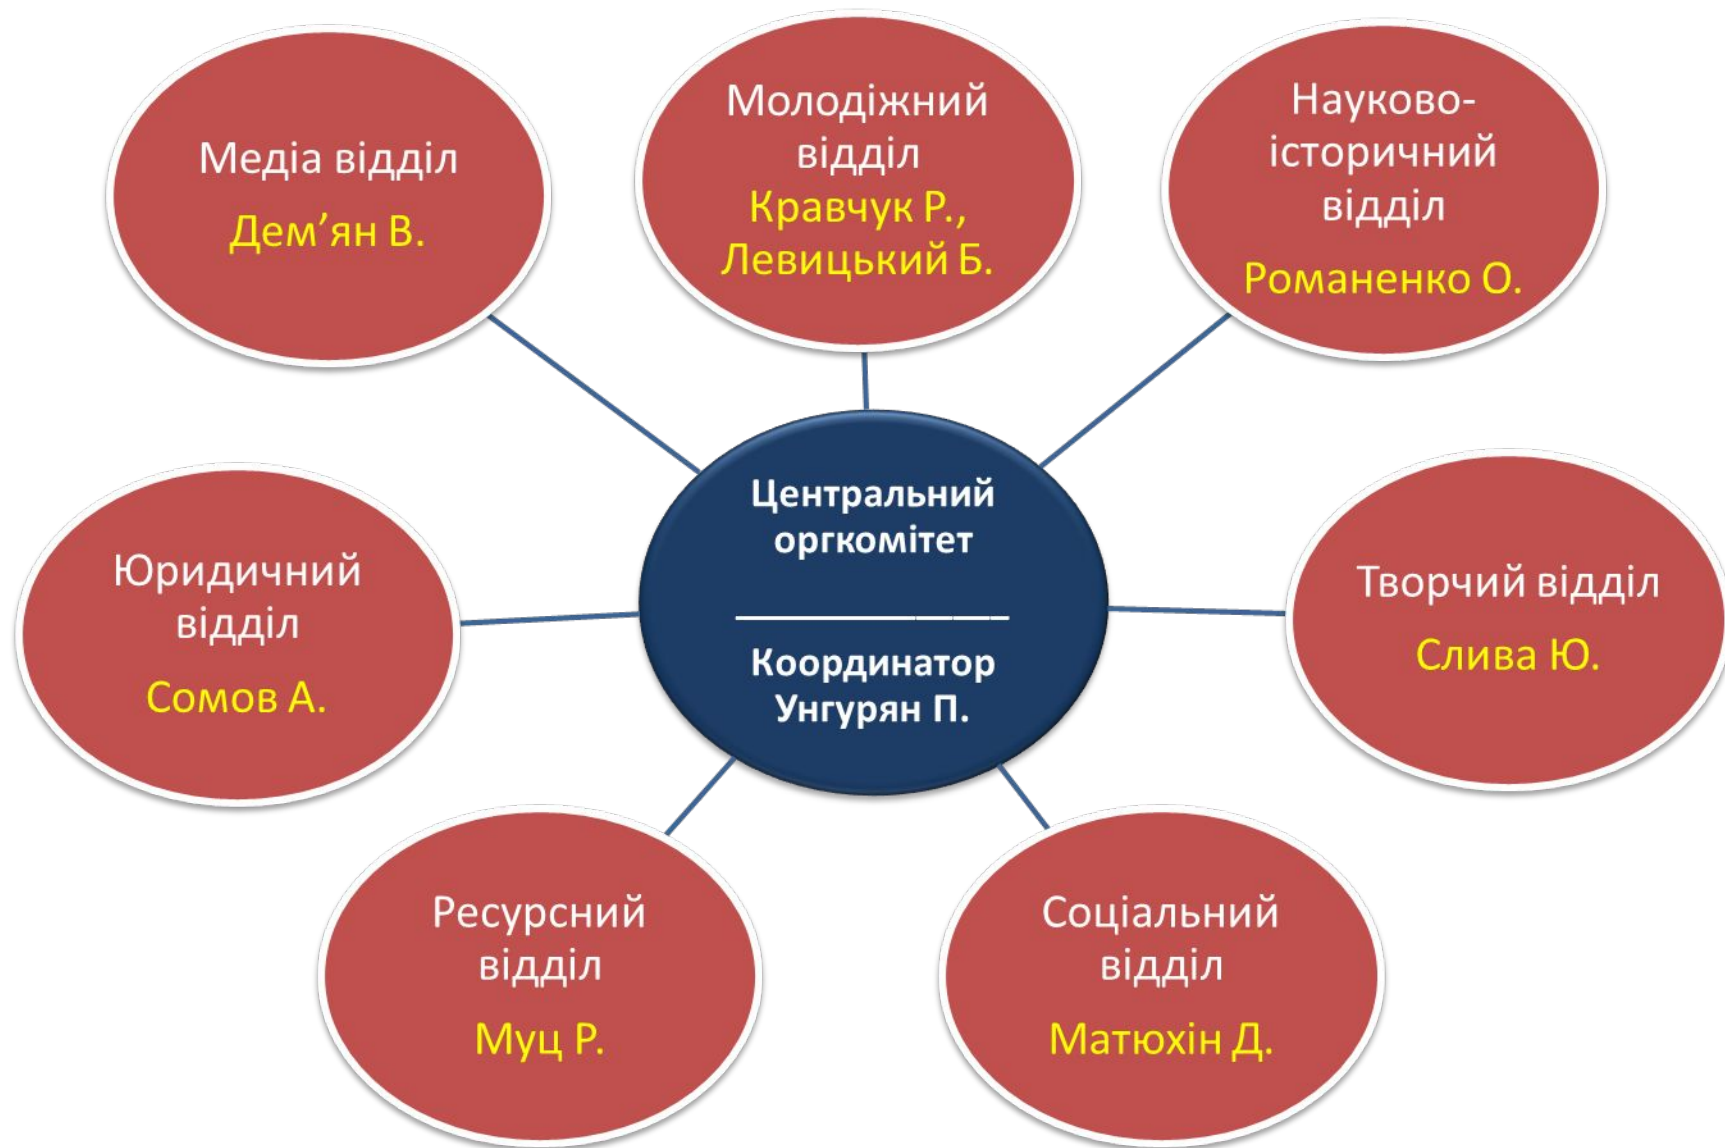 Медіа відділ
Дем’ян В.
Молодіжний
відділ
Кравчук Р.,
Левицький Б.
Науково-
історичний
відділ
Романенко О.
Юридичний
відділ
Сомов А.
Центральний
оргкомітет
Координатор
Унгурян П.
Творчий відділ
Слива Ю.
Ресурсний
відділ
Муц Р.
Соціальний
відділ
Матюхін Д.